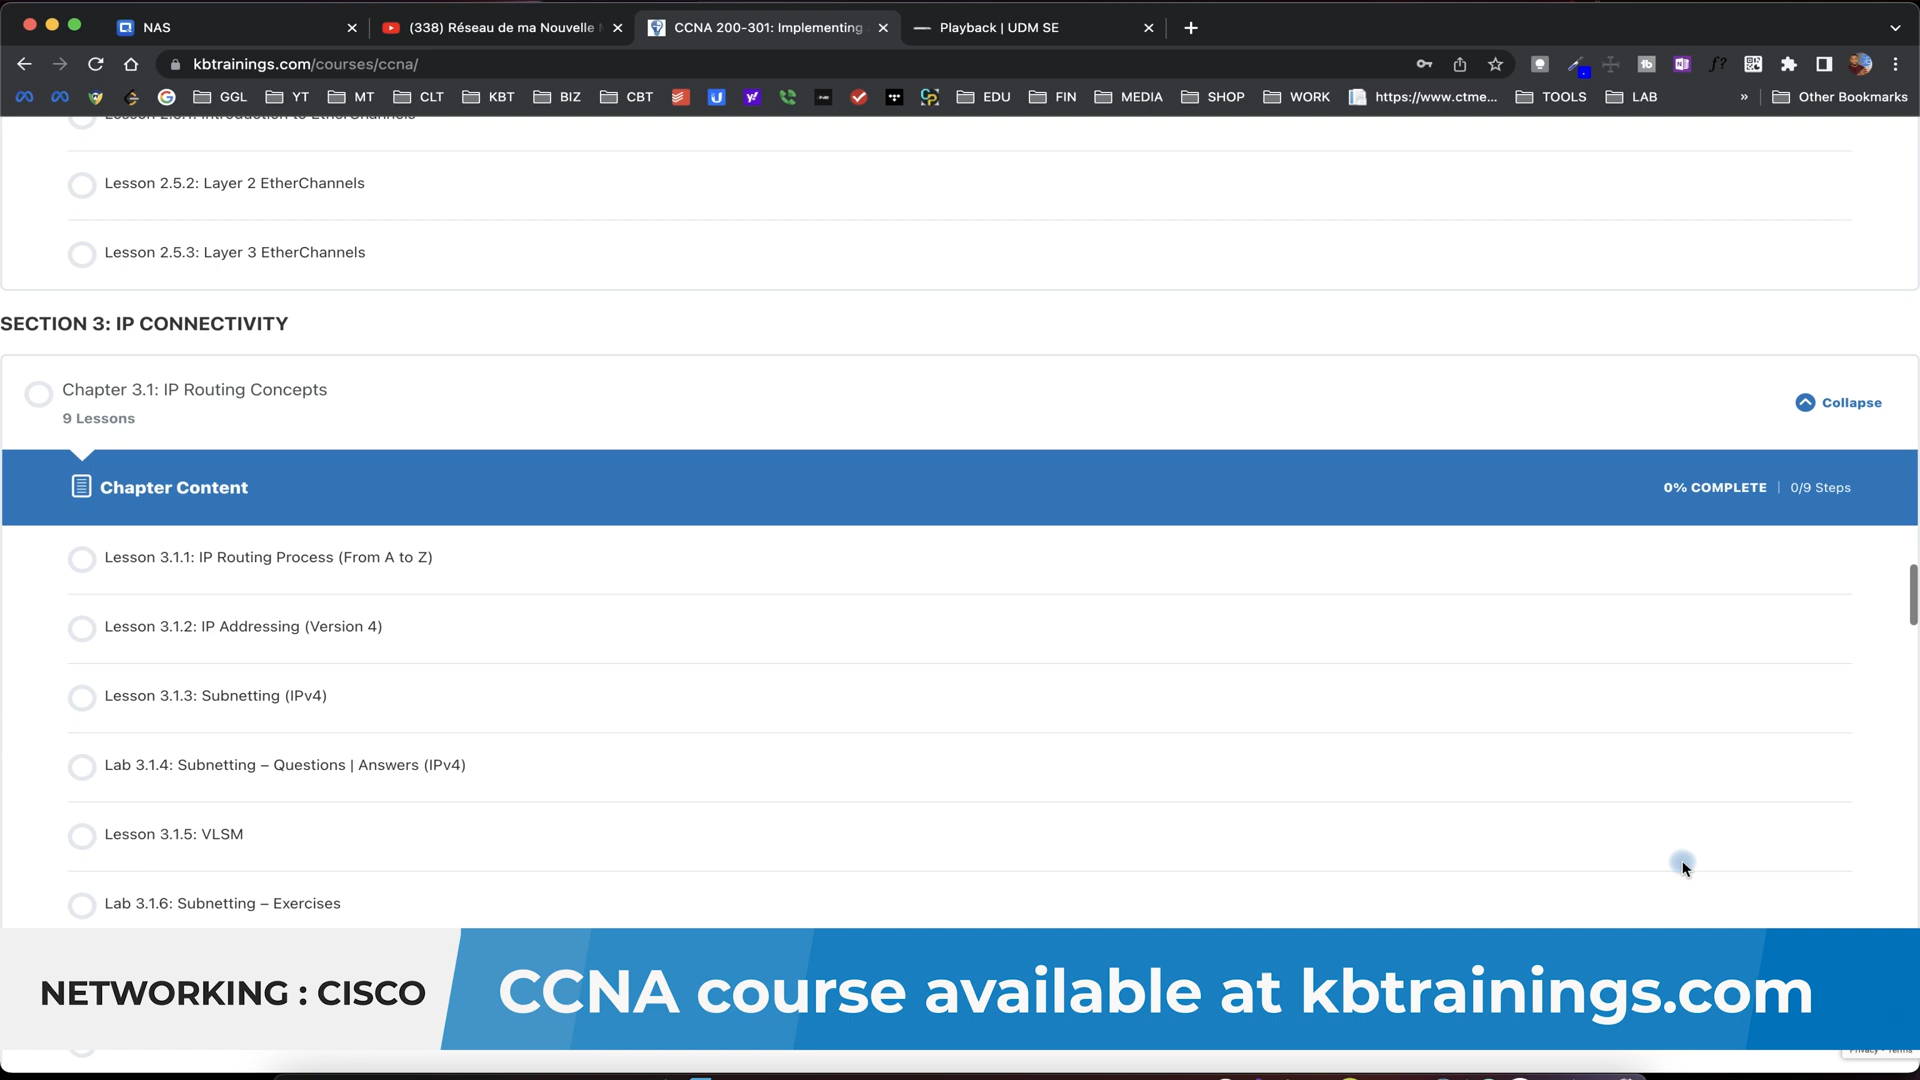 NAS
(338) Réseau de ma Nouvelle
CCNA 200-301: Implementing
Playback | UDM SE
kbtrainings.com/courses/ccna/
GGL
YT
MT
CLT
KBT
BIZ
CBT
EDU
FIN
MEDIA
SHOP
WORK
https://www.ctme...
TOOLS
LAB
»
Other Bookmarks
Lesson 2.5.2: Layer 2 EtherChannels
Lesson 2.5.3: Layer 3 EtherChannels
SECTION 3: IP CONNECTIVITY
Chapter 3.1: IP Routing Concepts
9 Lessons
Collapse
Chapter Content
0% COMPLETE | 0/9 Steps
Lesson 3.1.1: IP Routing Process (From A to Z)
Lesson 3.1.2: IP Addressing (Version 4)
Lesson 3.1.3: Subnetting (IPv4)
Lab 3.1.4: Subnetting – Questions | Answers (IPv4)
Lesson 3.1.5: VLSM
Lab 3.1.6: Subnetting – Exercises
NETWORKING : CISCO
CCNA course available at kbtrainings.com